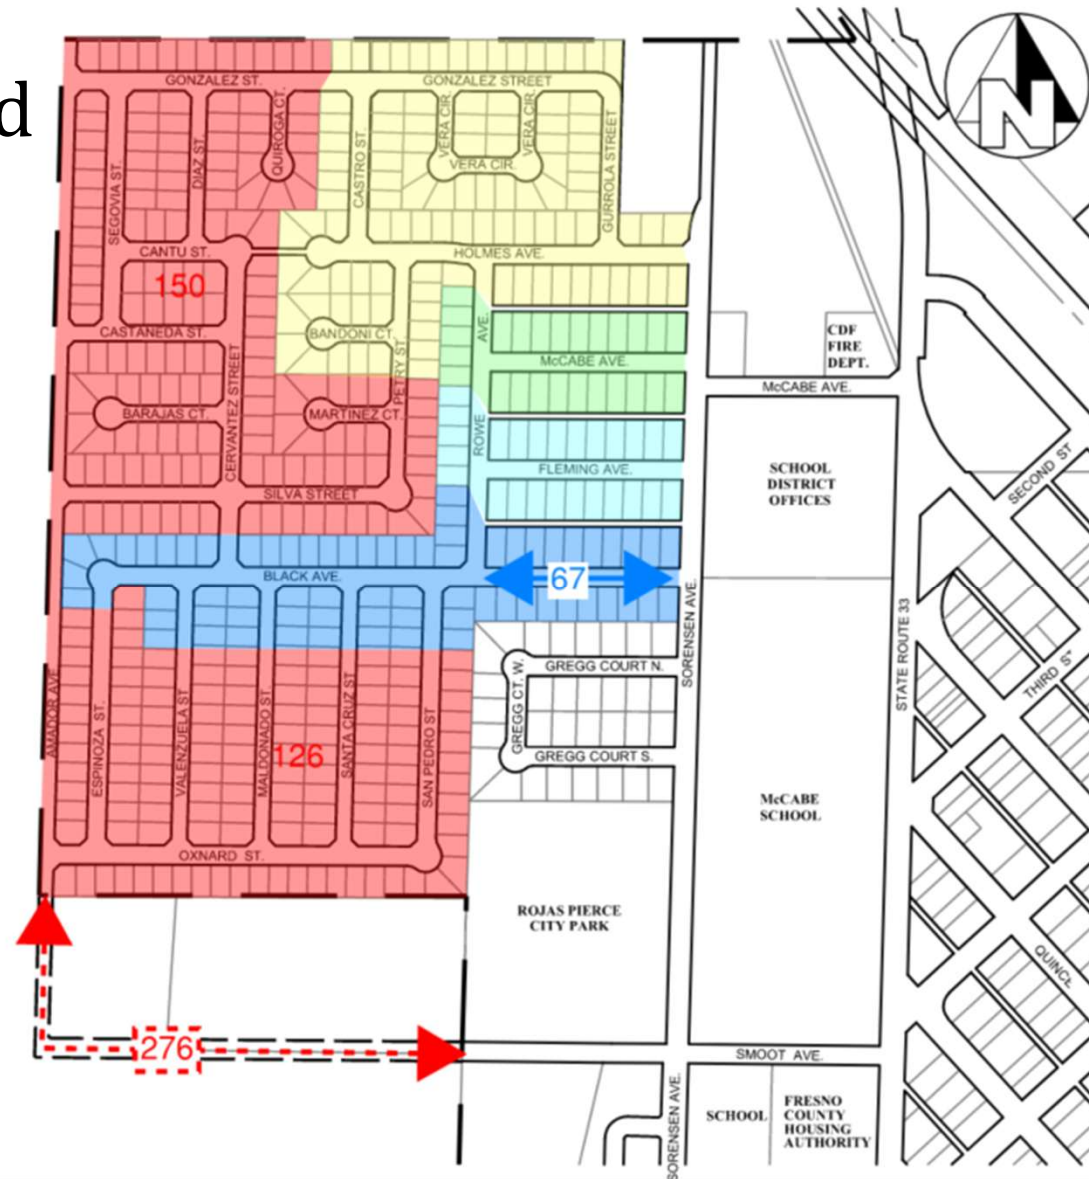 d
N
GONZALEZ ST.
GONZALEZ STREET
SEGOVIA ST.
DIAZ ST.
QUIROGA CT.
CASTRO ST.
VERA CIR.
VERA CIR.
VERA CIR.
GURROLA STREET
CANTU ST.
HOLMES AVE.
150
CASTANEDA ST.
BANDONI CT.
PETRY ST.
AVE.
ROWE
McCABE AVE.
CDF
FIRE
DEPT.
McCABE AVE.
CERVANTEZ STREET
BARAJAS CT.
MARTINEZ CT.
FLEMING AVE.
SCHOOL
DISTRICT
OFFICES
SECOND ST
SILVA STREET
BLACK AVE.
67
SORENSEN AVE.
STATE ROUTE 33
THIRD ST
GREGG COURT N.
GREGG CT. W.
GREGG COURT S.
AMADOR AVE.
ESPINOZA ST.
VALENZUELA ST
MALDONADO ST.
126
SANTA CRUZ ST
SAN PEDRO ST
McCABE
SCHOOL
OXNARD ST.
ROJAS PIERCE
CITY PARK
QUINCE
276
SMOOT AVE.
SORENSEN AVE.
SCHOOL
FRESNO
COUNTY
HOUSING
AUTHORITY